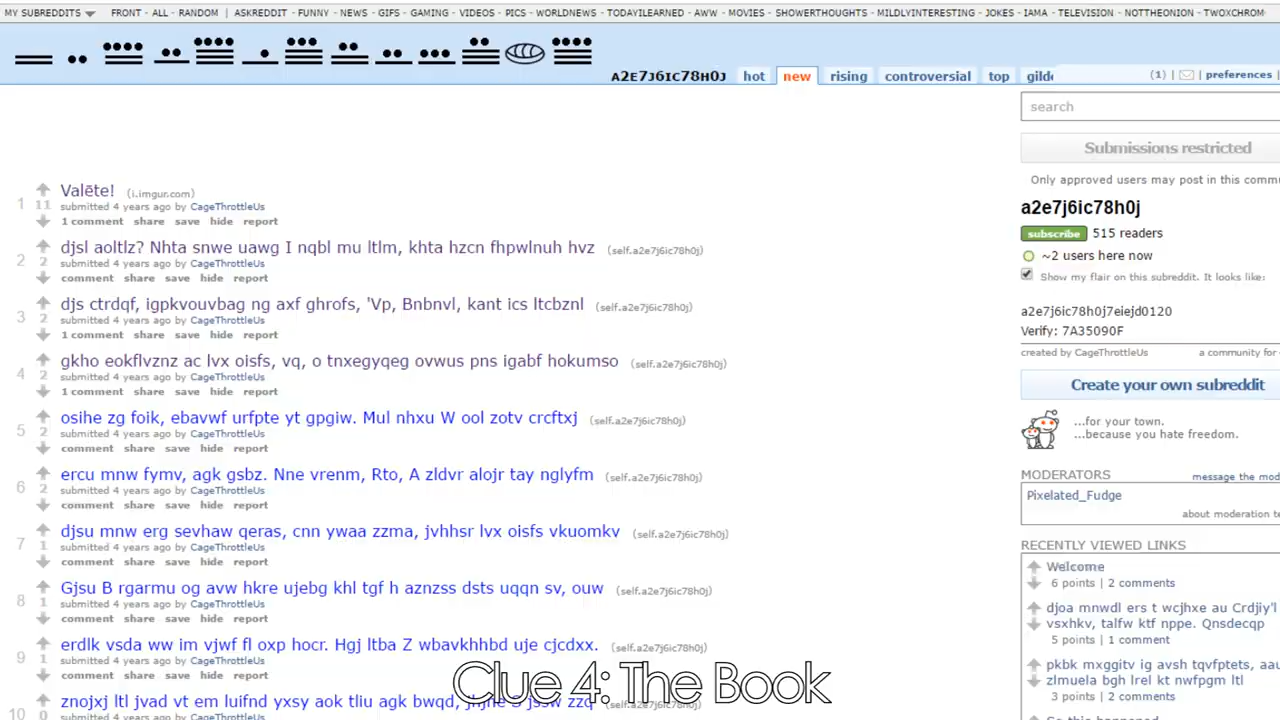 MY SUBREDDITS FRONT - ALL - RANDOM | ASKREDDIT - FUNNY - NEWS - GIFS - GAMING - VIDEOS - PICS - WORLDNEWS - TODAYILEARNED - AWW - MOVIES - SHOWERTHOUGHTS - MILDLYINTERESTING - JOKES - IAMA - TELEVISION - NOTTHEONION - TWOXCHROM
A2E7J6IC78H0J hot new rising controversial top gilde (1) | preferences |
search
Submissions restricted
Only approved users may post in this commu
a2e7j6ic78h0j
subscribe 515 readers
~2 users here now
Show my flair on this subreddit. It looks like:
a2e7j6ic78h0j7eiejd0120
Verify: 7A35090F
created by CageThrottleUs a community for
Create your own subreddit
...for your town.
...because you hate freedom.
MODERATORS message the mod
Pixelated_Fudge
about moderation te
RECENTLY VIEWED LINKS
Welcome
6 points | 2 comments
djoa mnwdl ers t wcjhxe au Crdjiy'l
vsxhkv, talfw ktf nppe. Qnsdecqp
5 points | 1 comment
pkbk mxggitv ig avsh tqvfptets, aau
zlmuela bgh lrel kt nwfpgm ltl
3 points | 2 comments
1 11 Valēte! (i.imgur.com)
submitted 4 years ago by CageThrottleUs
1 comment share save hide report
2 2 djsl aoltlz? Nhta snwe uawg I nqbl mu ltlm, khta hzcn fhpwlnuh hvz (self.a2e7j6ic78h0j)
submitted 4 years ago by CageThrottleUs
comment share save hide report
3 2 djs ctrdqf, igpkvouvbag ng axf ghrofs, 'Vp, Bnbnvl, kant ics ltcbznl (self.a2e7j6ic78h0j)
submitted 4 years ago by CageThrottleUs
1 comment share save hide report
4 2 gkho eokflvznz ac lvx oisfs, vq, o tnxegyqeg ovwus pns igabf hokumso (self.a2e7j6ic78h0j)
submitted 4 years ago by CageThrottleUs
1 comment share save hide report
5 2 osihe zg foik, ebavwf urfpte yt gpgiw. Mul nhxu W ool zotv crcftxj (self.a2e7j6ic78h0j)
submitted 4 years ago by CageThrottleUs
comment share save hide report
6 2 ercu mnw fymv, agk gsbz. Nne vrenm, Rto, A zldvr alojr tay nglyfm (self.a2e7j6ic78h0j)
submitted 4 years ago by CageThrottleUs
comment share save hide report
7 1 djsu mnw erg sevhaw qeras, cnn ywaa zzma, jvhhsr lvx oisfs vkuomkv (self.a2e7j6ic78h0j)
submitted 4 years ago by CageThrottleUs
comment share save hide report
8 1 Gjsu B rgarmu og avw hkre ujebg khl tgf h aznzss dsts uqqn sv, ouw (self.a2e7j6ic78h0j)
submitted 4 years ago by CageThrottleUs
comment share save hide report
9 1 erdlk vsda ww im vjwf fl oxp hocr. Hgj ltba Z wbavkhhbd uje cjcdxx. (self.a2e7j6ic78h0j)
submitted 4 years ago by CageThrottleUs
comment share save hide report
10 0 znojxj ltl jvad vt em luifnd yxsy aok tliu agk bwqd,
submitted 4 years ago by CageThrottleUs
Clue 4: The Book